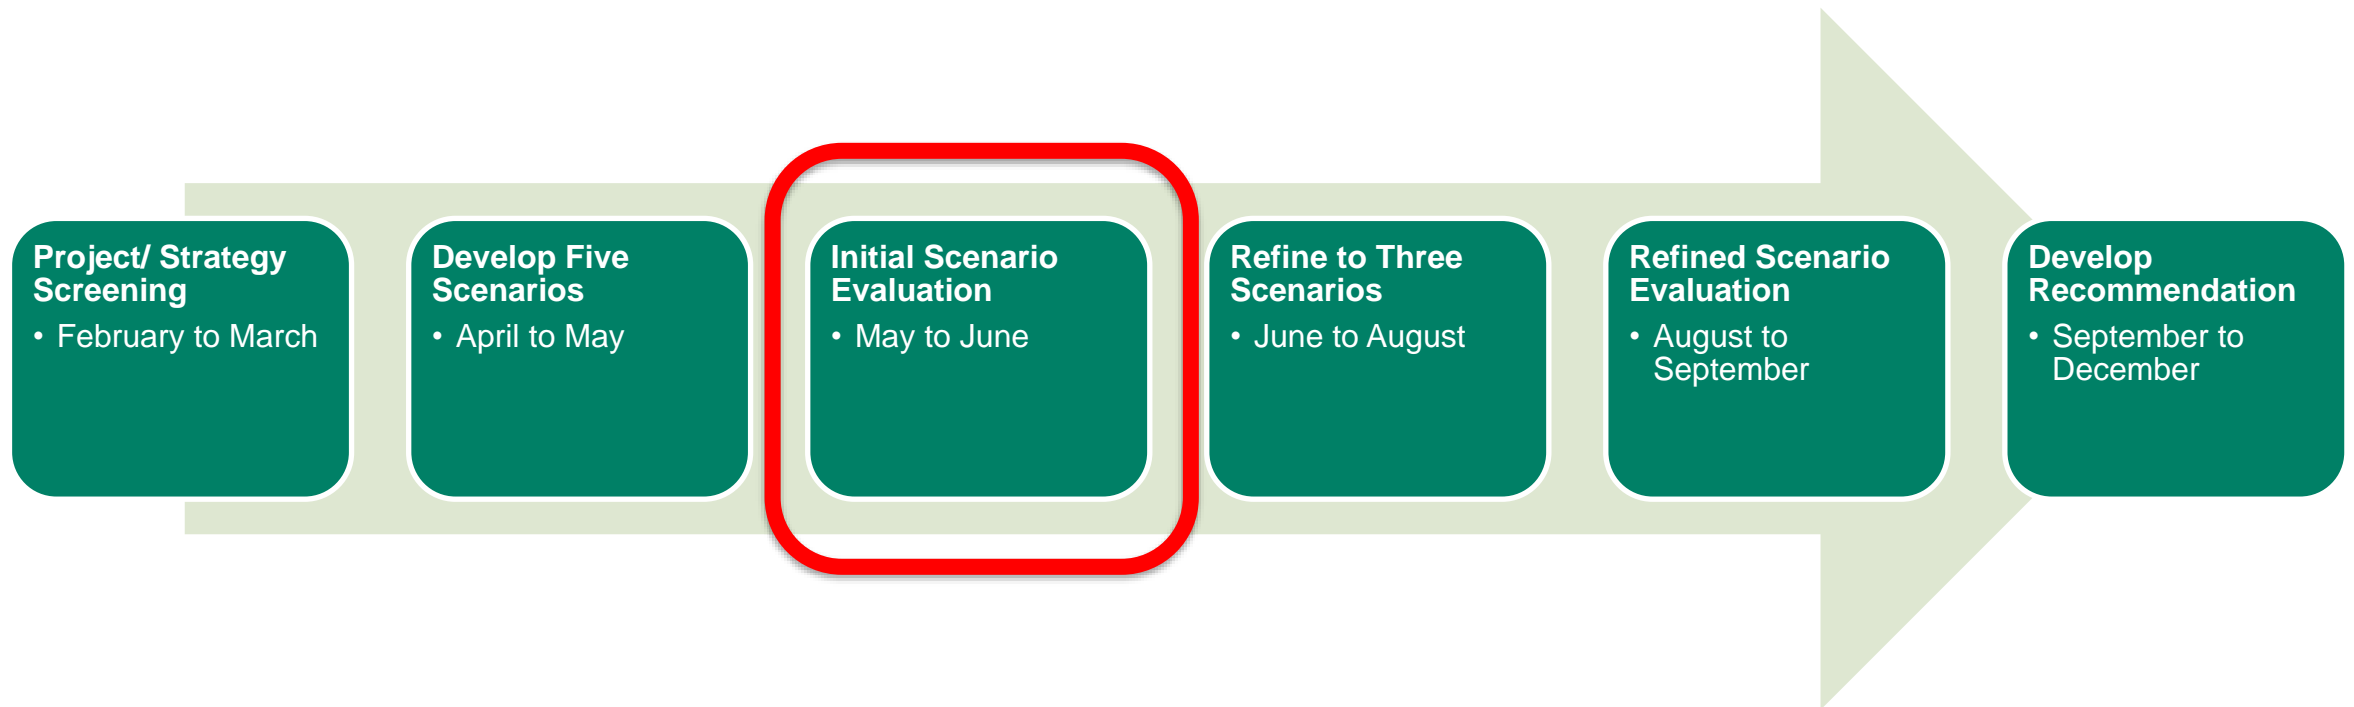 Project/ Strategy
Screening
• February to March
Develop Five
Scenarios
• April to May
Initial Scenario
Evaluation
• May to June
Refine to Three
Scenarios
• June to August
Refined Scenario
Evaluation
• August to
September
Develop
Recommendation
• September to
December